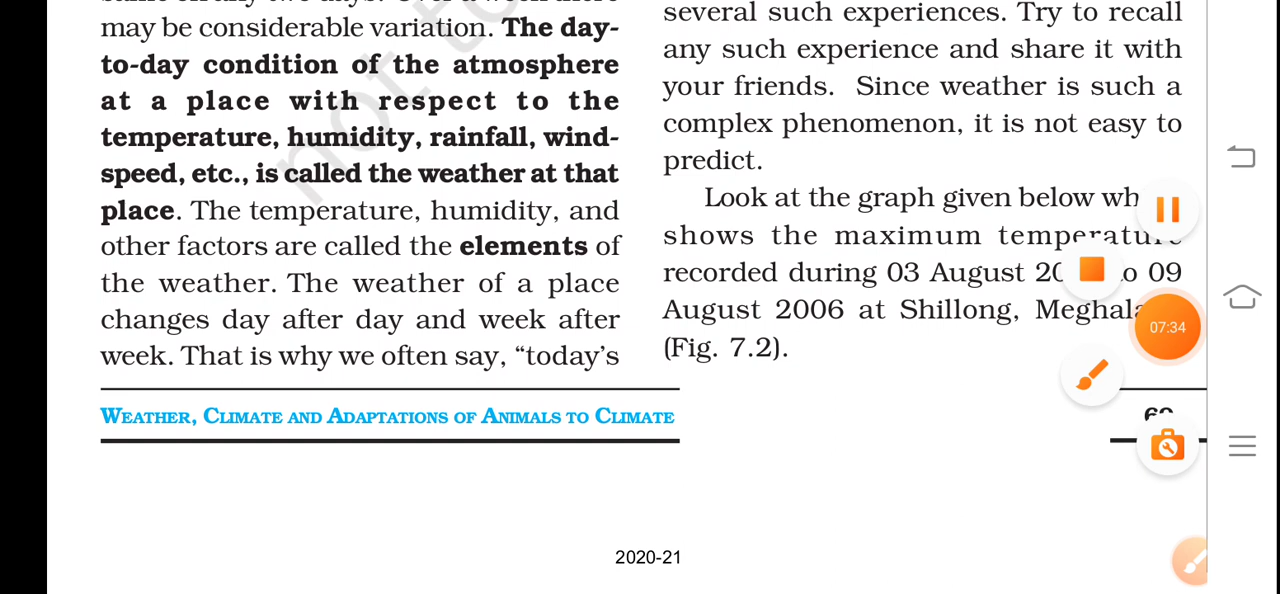 may be considerable variation. The day-
to-day condition of the atmosphere
at a place with respect to the
temperature, humidity, rainfall, wind-
speed, etc., is called the weather at that
place. The temperature, humidity, and
other factors are called the elements of
the weather. The weather of a place
changes day after day and week after
week. That is why we often say, “today’s
several such experiences. Try to recall
any such experience and share it with
your friends. Since weather is such a
complex phenomenon, it is not easy to
predict.
Look at the graph given below
shows the maximum temperature
recorded during 03 August 09
August 2006 at Shillong,
(Fig. 7.2).
WEATHER, CLIMATE AND ADAPTATIONS OF ANIMALS TO CLIMATE
2020-21
07:34
not to